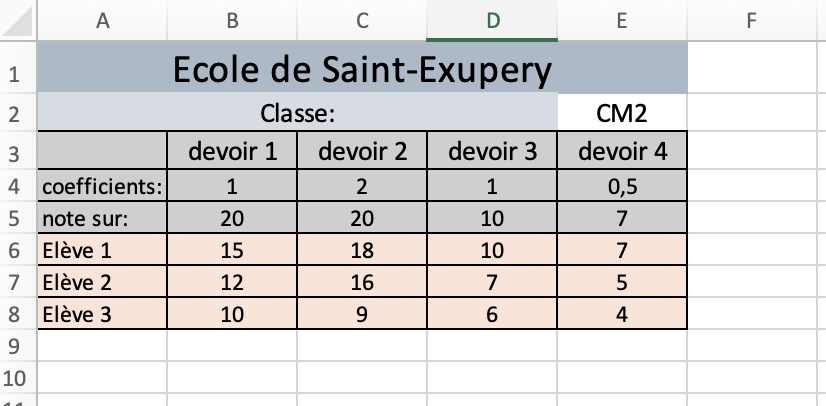 A B C D E F
1 Ecole de Saint-Exupery
2 Classe: CM2
3 devoir 1 devoir 2 devoir 3 devoir 4
4 coefficients: 1 2 1 0,5
5 note sur: 20 20 10 7
6 Elève 1 15 18 10 7
7 Elève 2 12 16 7 5
8 Elève 3 10 9 6 4
9
10